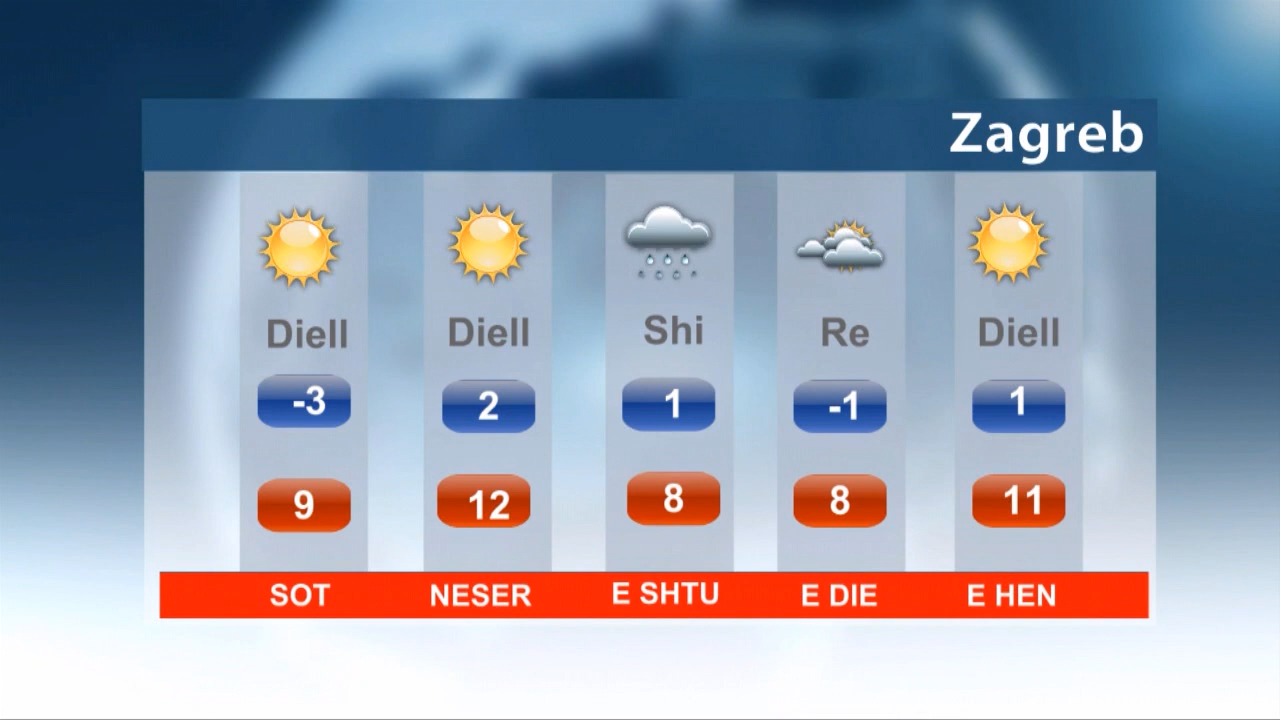 Zagreb
Diell Diell Shi Re Diell
-3 2 1 -1 1
9 12 8 8 11
SOT NESER E SHTU E DIE E HEN